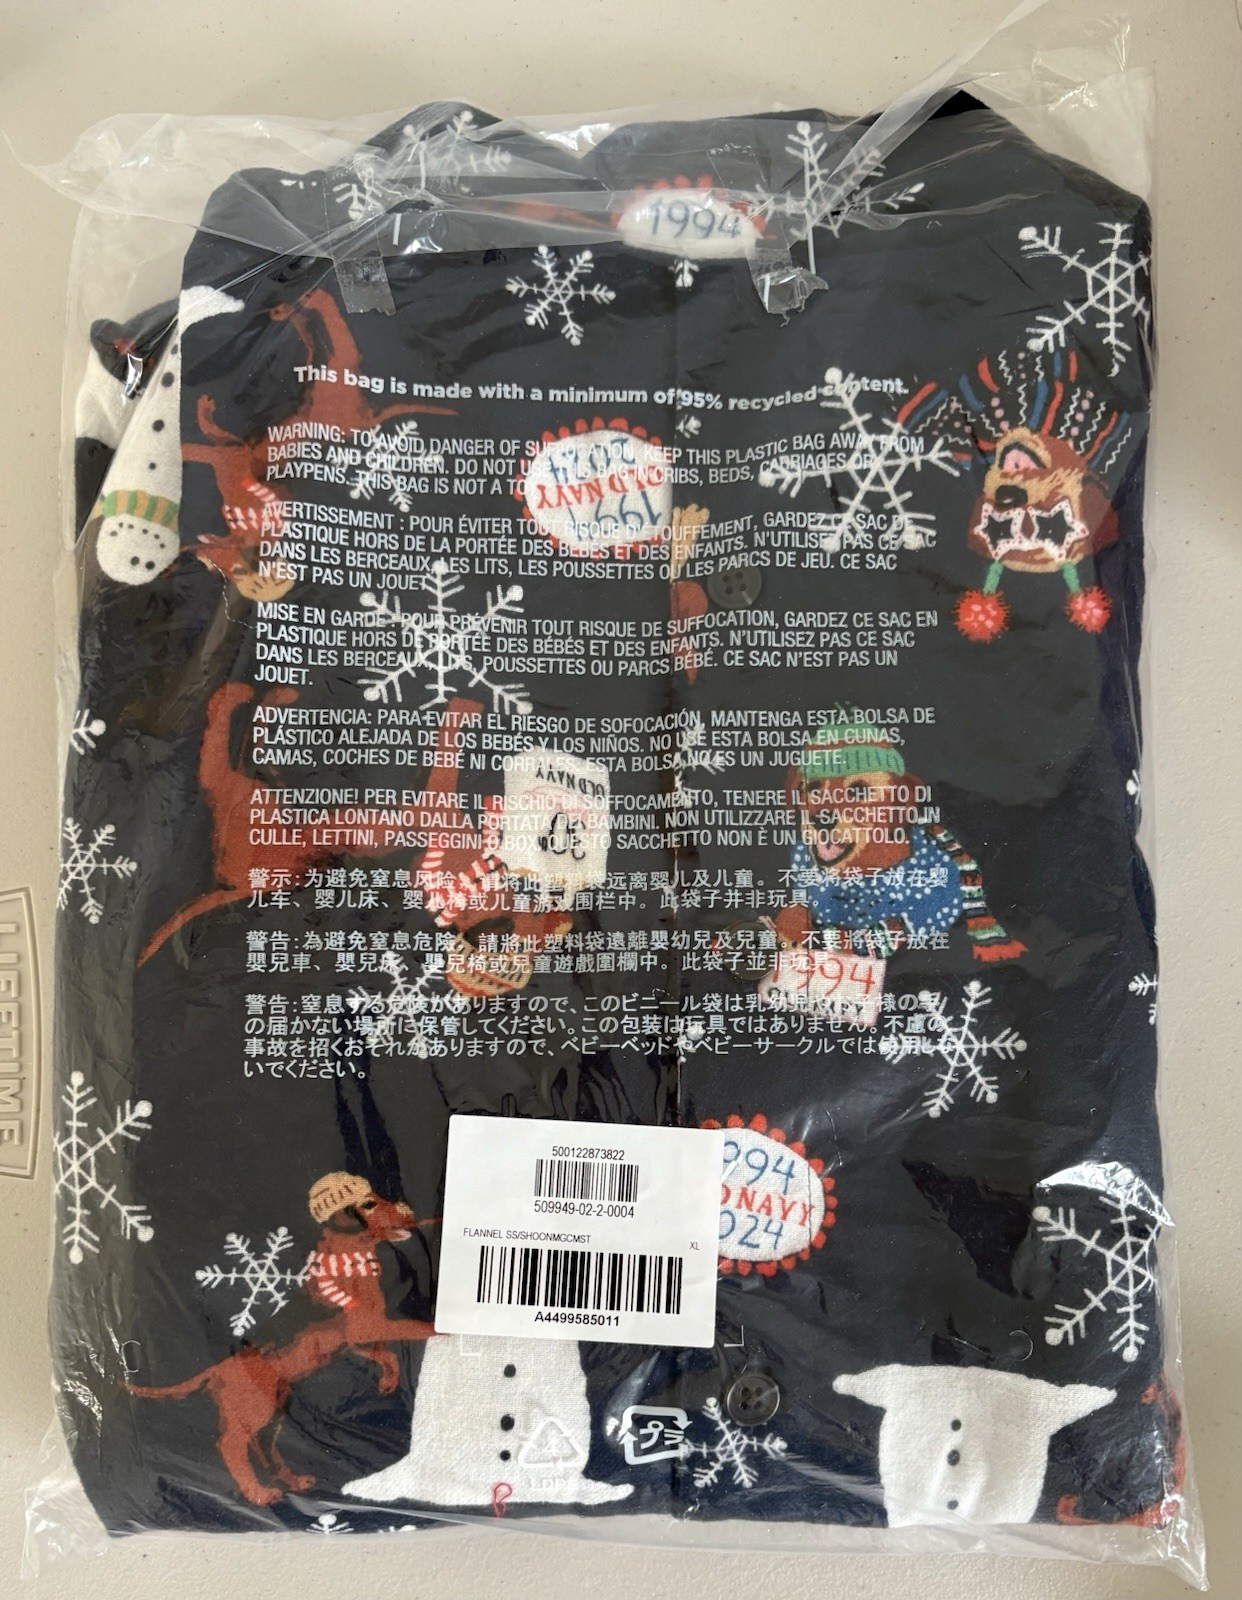 1994
This bag is made with a minimum of 95% recycled content.
WARNING: TO AVOID DANGER OF SUFFOCATION, KEEP THIS PLASTIC BAG AWAY FROM
BABIES AND CHILDREN. DO NOT USE THIS BAG IN CRIBS, BEDS, CARRIAGES OR
PLAYPENS. THIS BAG IS NOT A TO
OLD NAVY
1994
AVERTISSEMENT : POUR ÉVITER TOUT RISQUE D'ÉTOUFFEMENT, GARDEZ CE SAC DE
PLASTIQUE HORS DE LA PORTÉE DES BÉBÉS ET DES ENFANTS. N'UTILISEZ PAS CE SAC
DANS LES BERCEAUX, LES LITS, LES POUSSETTES OU LES PARCS DE JEU. CE SAC
N'EST PAS UN JOUET
MISE EN GARDE : POUR PRÉVENIR TOUT RISQUE DE SUFFOCATION, GARDEZ CE SAC EN
PLASTIQUE HORS DE PORTÉE DES BÉBÉS ET DES ENFANTS. N'UTILISEZ PAS CE SAC
DANS LES BERCEAUX, LITS, POUSSETTES OU PARCS BÉBÉ. CE SAC N'EST PAS UN
JOUET.
ADVERTENCIA: PARA EVITAR EL RIESGO DE SOFOCACIÓN, MANTENGA ESTA BOLSA DE
PLÁSTICO ALEJADA DE LOS BEBÉS Y LOS NIÑOS. NO USE ESTA BOLSA EN CUNAS,
CAMAS, COCHES DE BEBÉ NI CORRALES. ESTA BOLSA NO ES UN JUGUETE.
OLD NAVY
ATTENZIONE! PER EVITARE IL RISCHIO DI SOFFOCAMENTO, TENERE IL SACCHETTO DI
PLASTICA LONTANO DALLA PORTATA DEI BAMBINI. NON UTILIZZARE IL SACCHETTO IN
CULLE, LETTINI, PASSEGGINI O BOX. QUESTO SACCHETTO NON È UN GIOCATTOLO.
警示：为避免窒息风险，请将此塑料袋远离婴儿及儿童。不要将袋子放在婴
儿车、婴儿床、婴儿椅或儿童游戏围栏中。此袋子并非玩具。
警告：為避免窒息危險，請將此塑料袋遠離嬰幼兒及兒童。不要將袋子放在
嬰兒車、嬰兒床、嬰兒椅或兒童遊戲圍欄中。此袋子並非玩具
1994
警告：窒息する危険がありますので、このビニール袋は乳幼児やお子様の手
の届かない場所に保管してください。この包装は玩具ではありません。不慮の
事故を招くおそれがありますので、ベビーベッドやベビーサークルでは使用しな
いでください。
LIFETIME
500122873822
509949-02-2-0004
FLANNEL SS/SHOONMGCMST XL
A4499585011
994
NAVY
024
プラ
4
LDPE